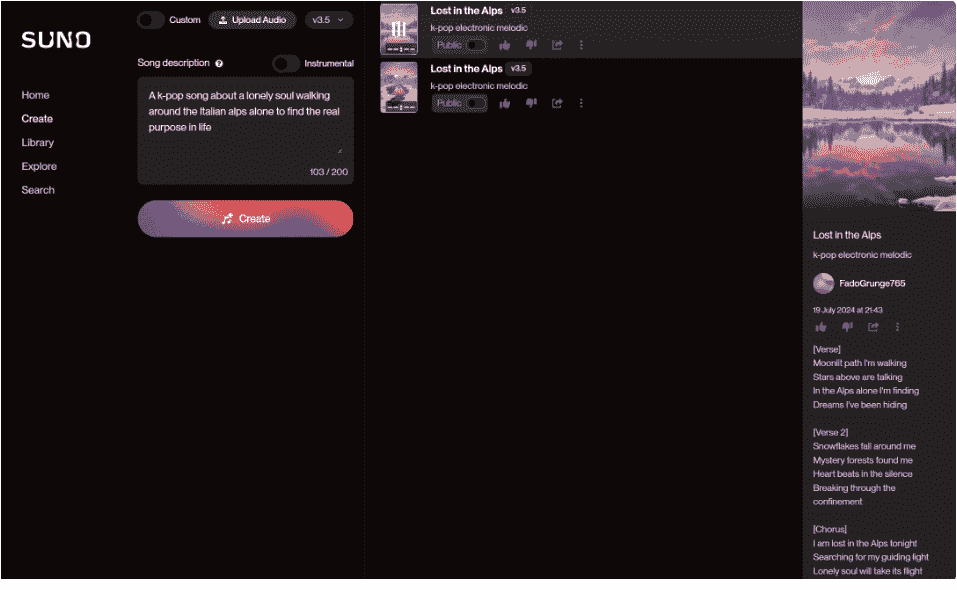 SUNO
Home
Create
Library
Explore
Search
Custom
Upload Audio
v3.5
Song description
Instrumental
A k-pop song about a lonely soul walking
around the Italian alps alone to find the real
purpose in life
103 / 200
Create
Lost in the Alps v3.5
k-pop electronic melodic
Public
Lost in the Alps v3.5
k-pop electronic melodic
Public
Lost in the Alps
k-pop electronic melodic
FadoGrunge765
19 July 2024 at 21:43
[Verse]
Moonlit path I'm walking
Stars above are talking
In the Alps alone I'm finding
Dreams I've been hiding
[Verse 2]
Snowflakes fall around me
Mystery forests found me
Heart beats in the silence
Breaking through the
confinement
[Chorus]
I am lost in the Alps tonight
Searching for my guiding light
Lonely soul will take its flight